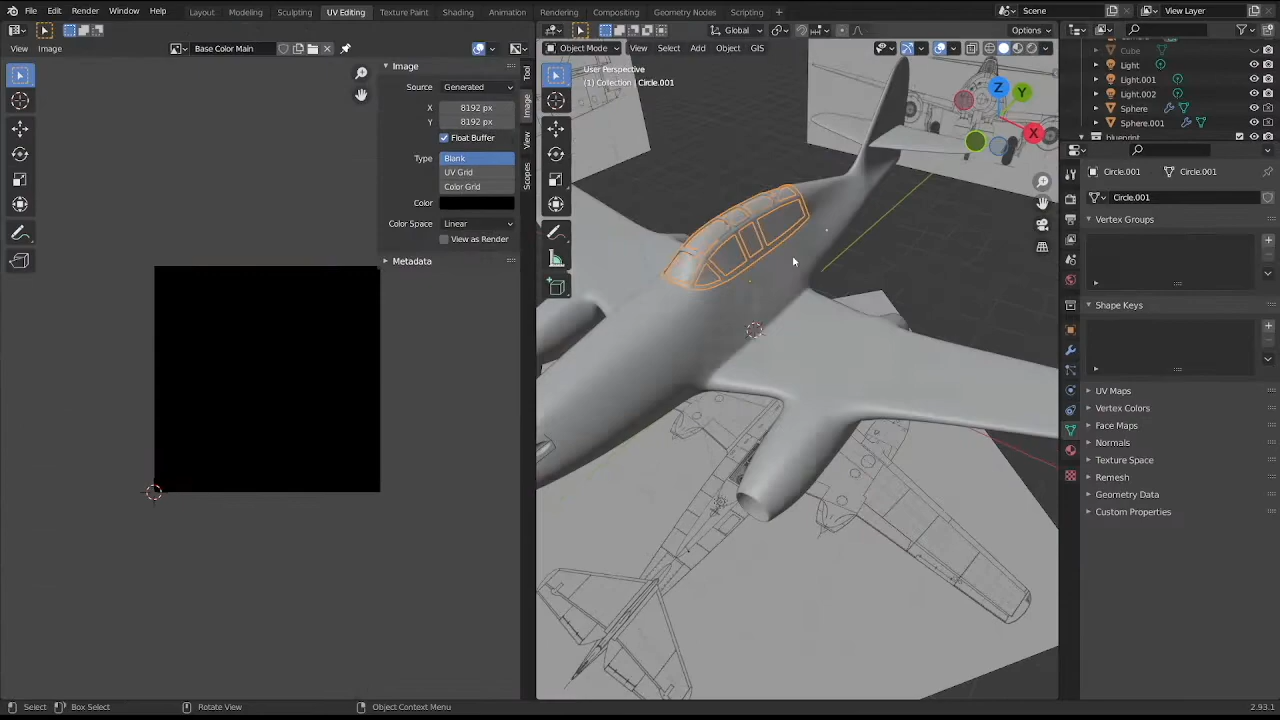 File Edit Render Window Help Layout Modeling Sculpting UV Editing Texture Paint Shading Animation Rendering Compositing Geometry Nodes Scripting + Scene View Layer
Global Options
View Image Base Color Main Object Mode View Select Add Object GIS
User Perspective
(1) Collection | Circle.001
Image
Source Generated
X 8192 px
Y 8192 px
Float Buffer
Type Blank
UV Grid
Color Grid
Color
Color Space Linear
View as Render
Metadata
Tool
Image
View
Scopes
Z
Y
X
Cube
Light
Light.001
Light.002
Sphere
Sphere.001
blueprint
Circle.001 Circle.001
Circle.001
Vertex Groups
Shape Keys
UV Maps
Vertex Colors
Face Maps
Normals
Texture Space
Remesh
Geometry Data
Custom Properties
Select Box Select Rotate View Object Context Menu 2.93.1